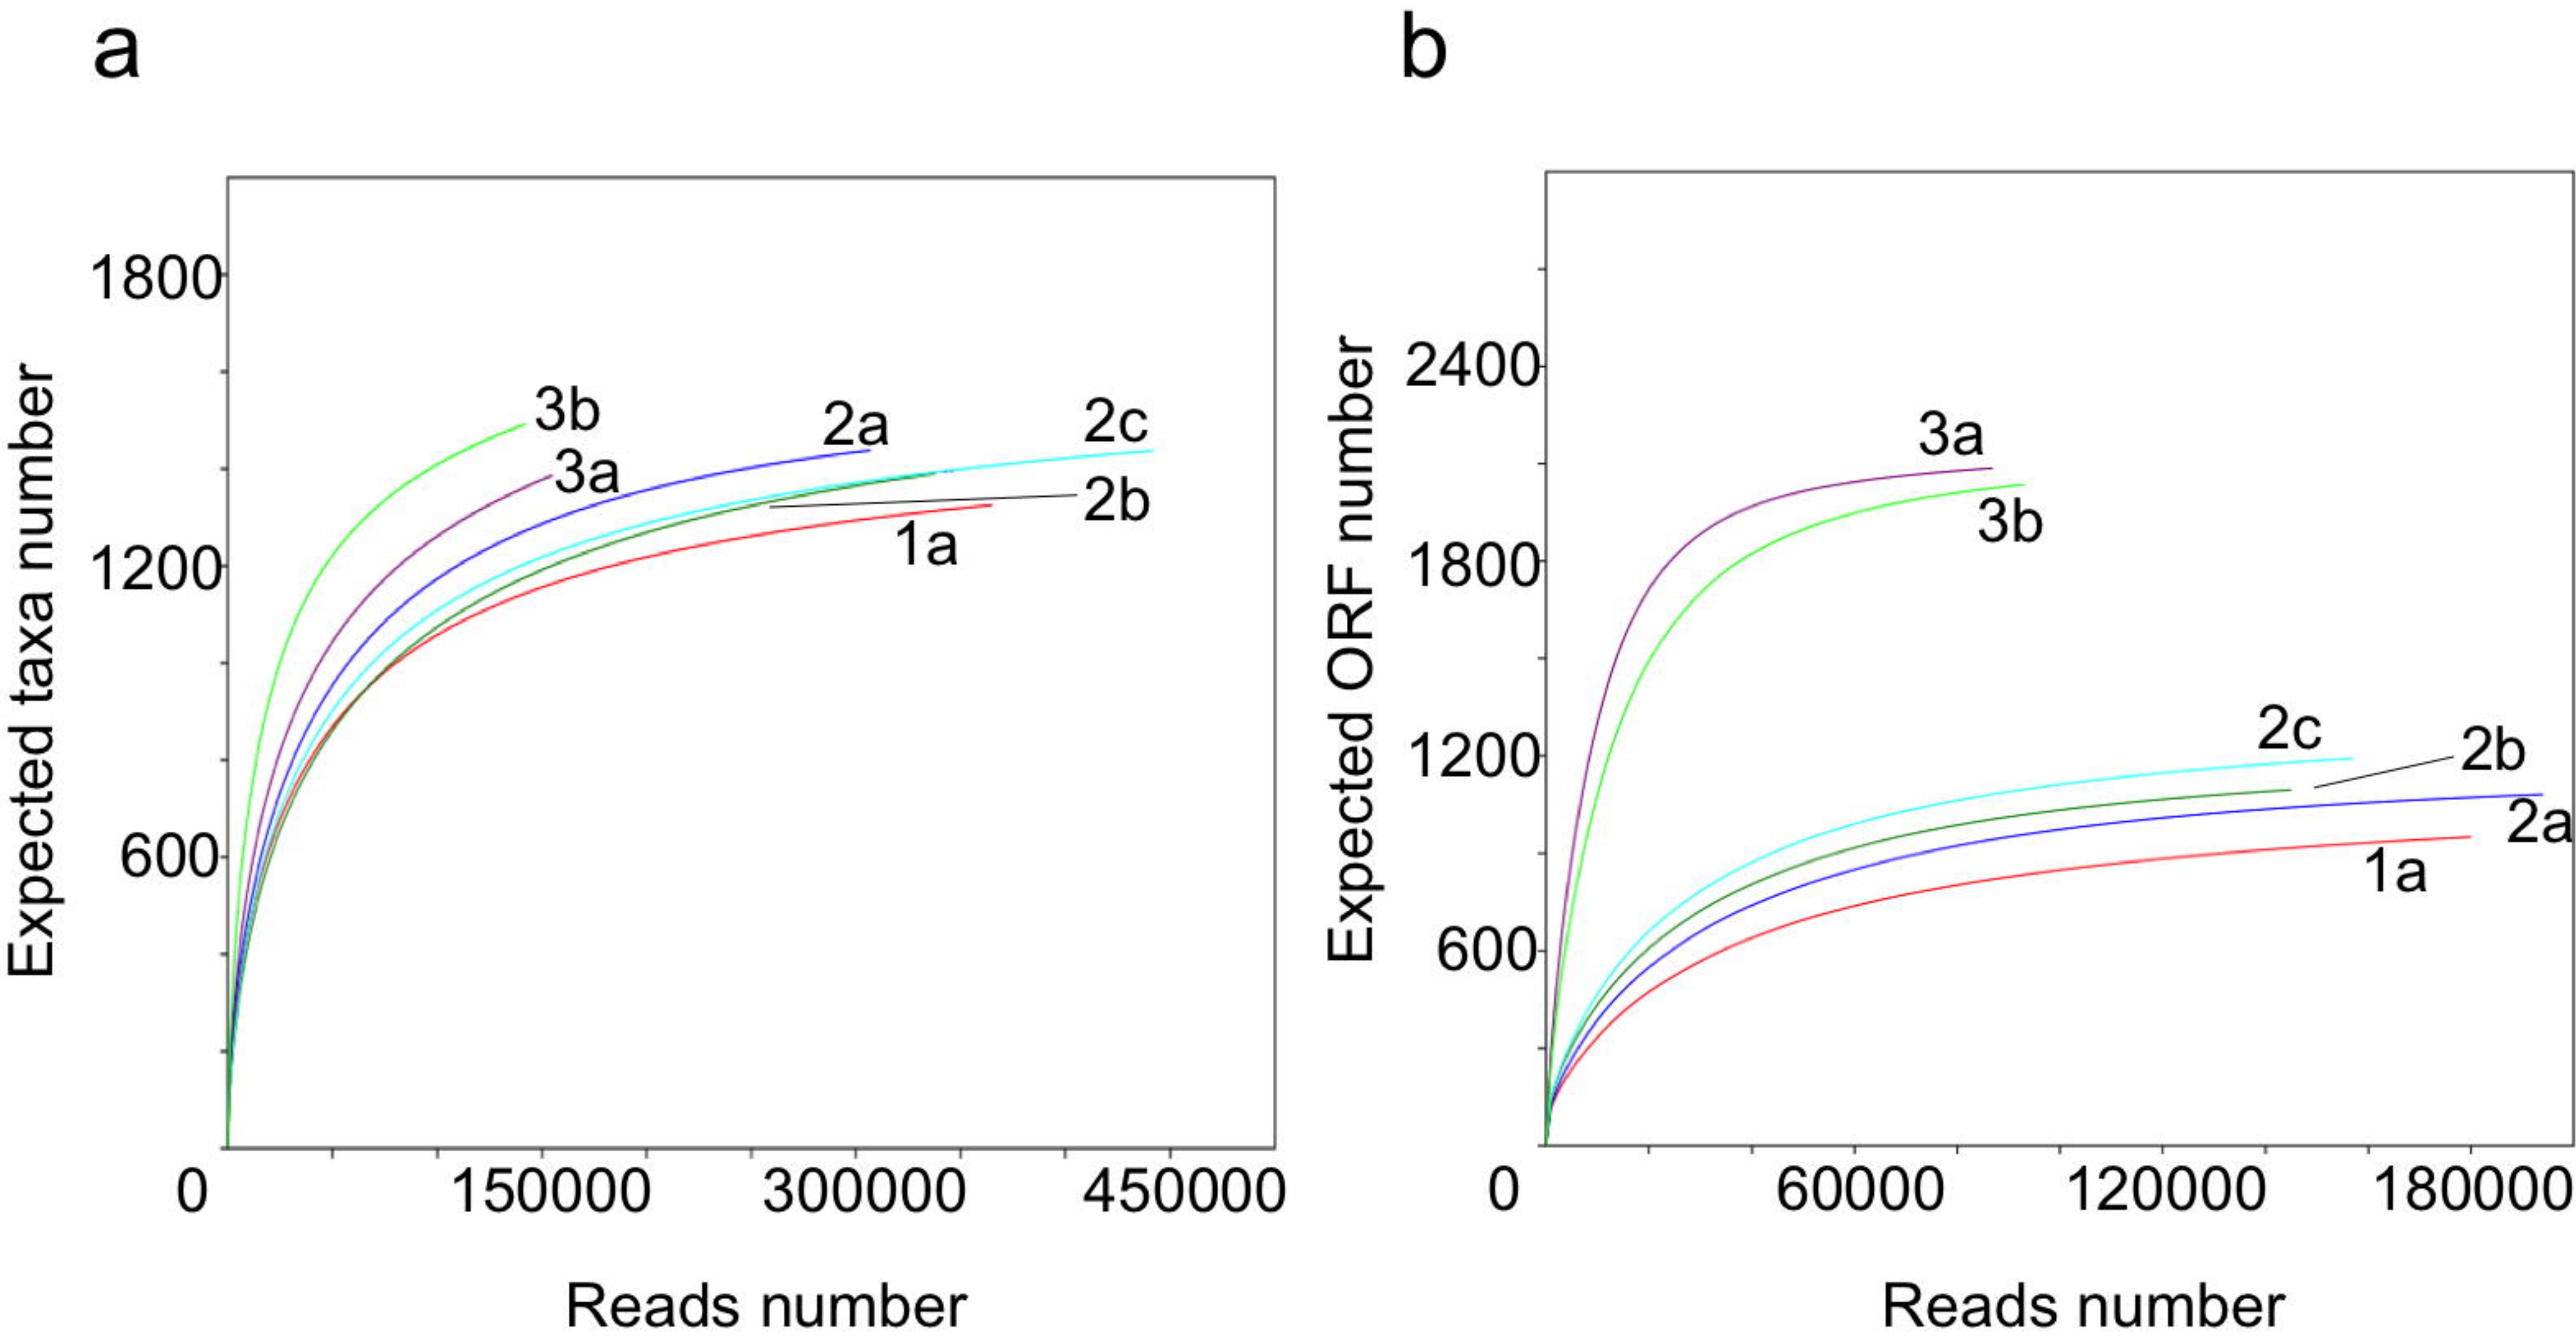 a
Expected taxa number
1800
1200
600
0
150000
300000
450000
Reads number
3b
3a
2a
2c
2b
1a
b
Expected ORF number
2400
1800
1200
600
0
60000
120000
180000
Reads number
3a
3b
2c
2b
2a
1a